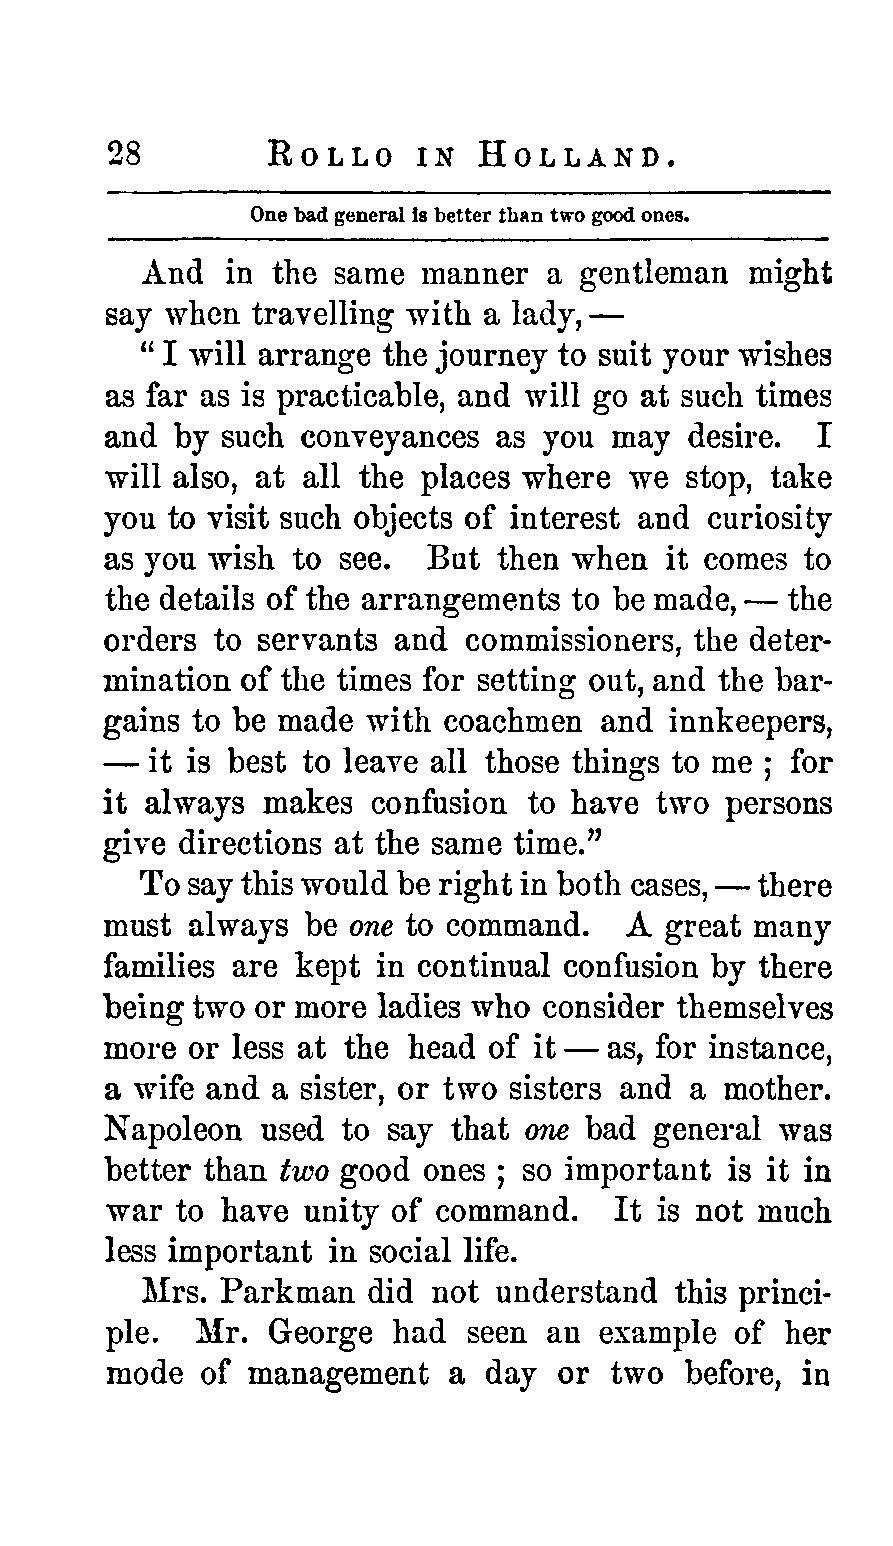 28 ROLLO IN HOLLAND.
One bad general is better than two good ones.
And in the same manner a gentleman might
say when travelling with a lady, —
“ I will arrange the journey to suit your wishes
as far as is practicable, and will go at such times
and by such conveyances as you may desire. I
will also, at all the places where we stop, take
you to visit such objects of interest and curiosity
as you wish to see. But then when it comes to
the details of the arrangements to be made, — the
orders to servants and commissioners, the deter-
mination of the times for setting out, and the bar-
gains to be made with coachmen and innkeepers,
— it is best to leave all those things to me ; for
it always makes confusion to have two persons
give directions at the same time.”
To say this would be right in both cases, — there
must always be one to command. A great many
families are kept in continual confusion by there
being two or more ladies who consider themselves
more or less at the head of it — as, for instance,
a wife and a sister, or two sisters and a mother.
Napoleon used to say that one bad general was
better than two good ones ; so important is it in
war to have unity of command. It is not much
less important in social life.
Mrs. Parkman did not understand this princi-
ple. Mr. George had seen an example of her
mode of management a day or two before, in